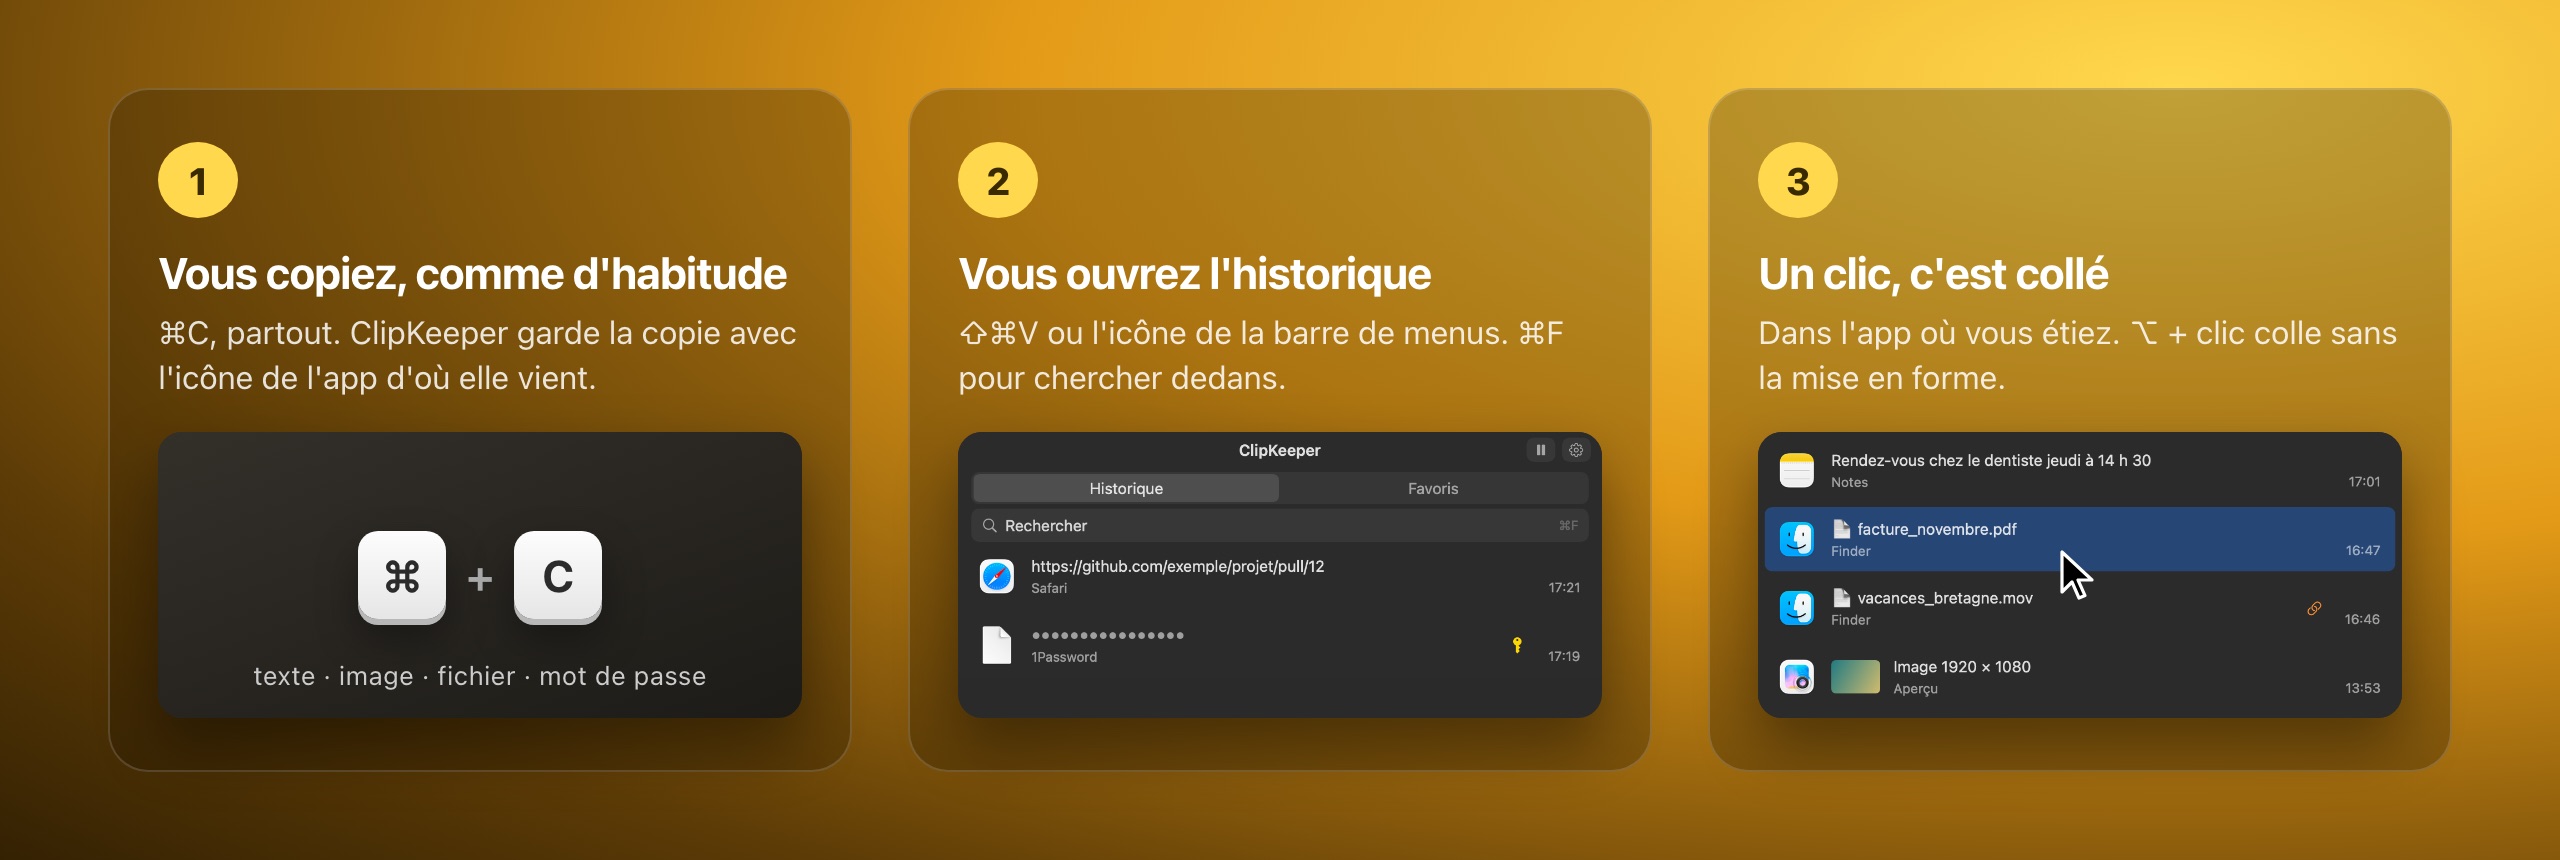 1
Vous copiez, comme d'habitude
⌘C, partout. ClipKeeper garde la copie avec
l'icône de l'app d'où elle vient.
⌘ + C
texte · image · fichier · mot de passe
2
Vous ouvrez l'historique
⇧⌘V ou l'icône de la barre de menus. ⌘F
pour chercher dedans.
ClipKeeper
Historique Favoris
Rechercher ⌘F
https://github.com/exemple/projet/pull/12
Safari 17:21
••••••••••••••••
1Password 17:19
3
Un clic, c'est collé
Dans l'app où vous étiez. ⌥ + clic colle sans
la mise en forme.
Rendez-vous chez le dentiste jeudi à 14 h 30
Notes 17:01
facture_novembre.pdf
Finder 16:47
vacances_bretagne.mov
Finder 16:46
Image 1920 × 1080
Aperçu 13:53